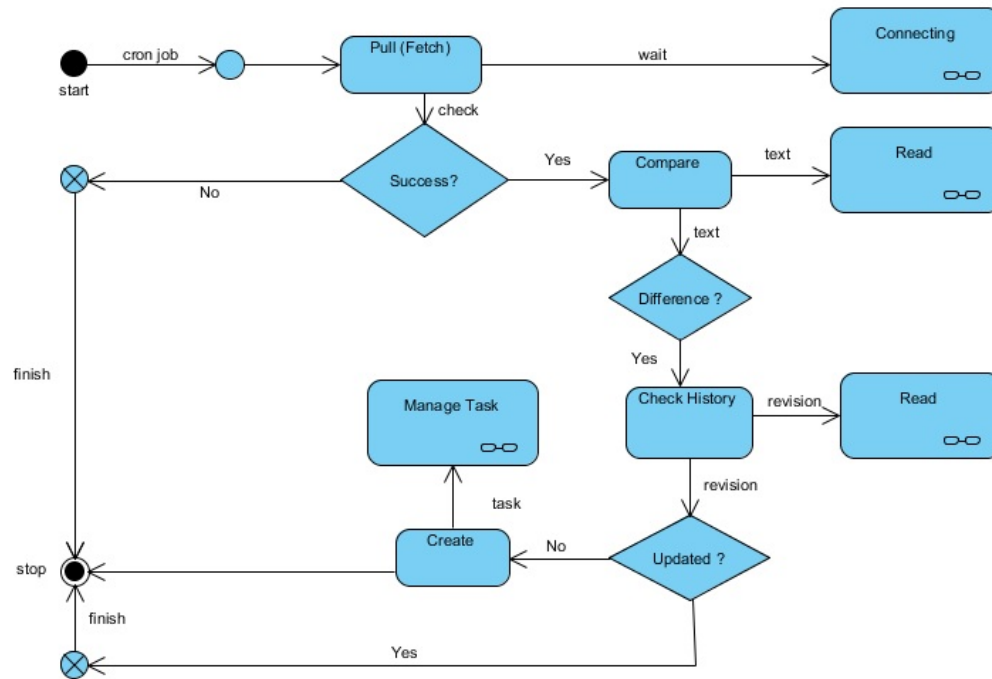 cron job
start
Pull (Fetch)
wait
Connecting
check
Success?
No
Yes
Compare
text
Read
text
Difference ?
Yes
finish
Manage Task
Check History
revision
Read
task
revision
Create
No
Updated ?
stop
finish
Yes